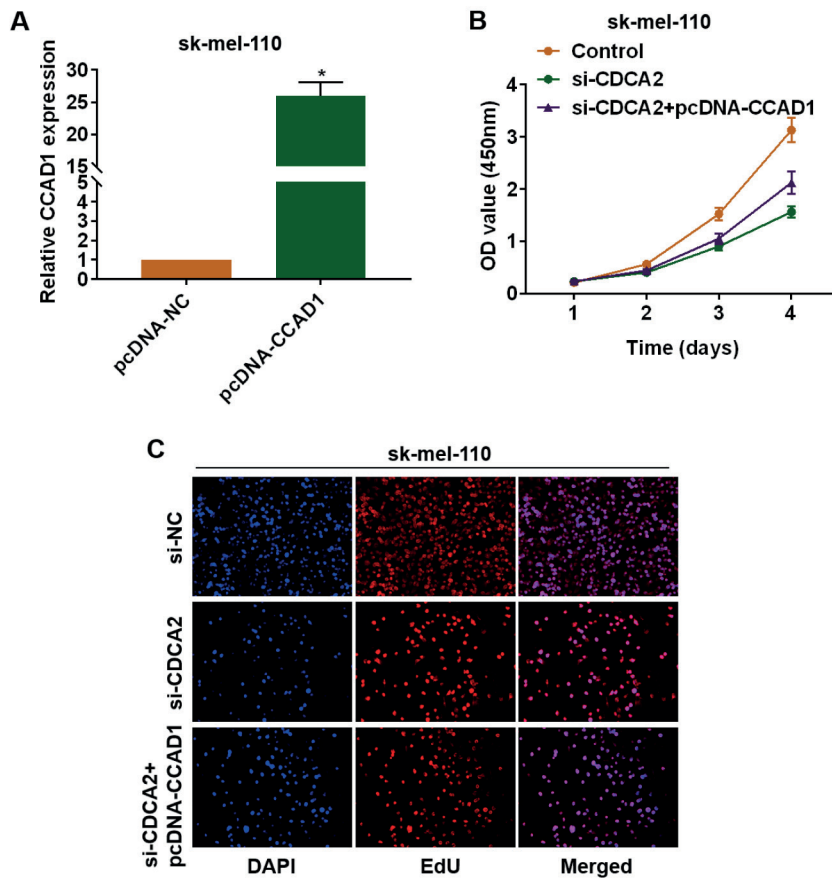 A
sk-mel-110
Relative CCAD1 expression
30
25
20
15
5
4
3
2
1
0
*
pcDNA-NC
pcDNA-CCAD1
B
sk-mel-110
Control
si-CDCA2
si-CDCA2+pcDNA-CCAD1
OD value (450nm)
4
3
2
1
0
1 2 3 4
Time (days)
C
sk-mel-110
si-NC
si-CDCA2
si-CDCA2+
pcDNA-CCAD1
DAPI EdU Merged